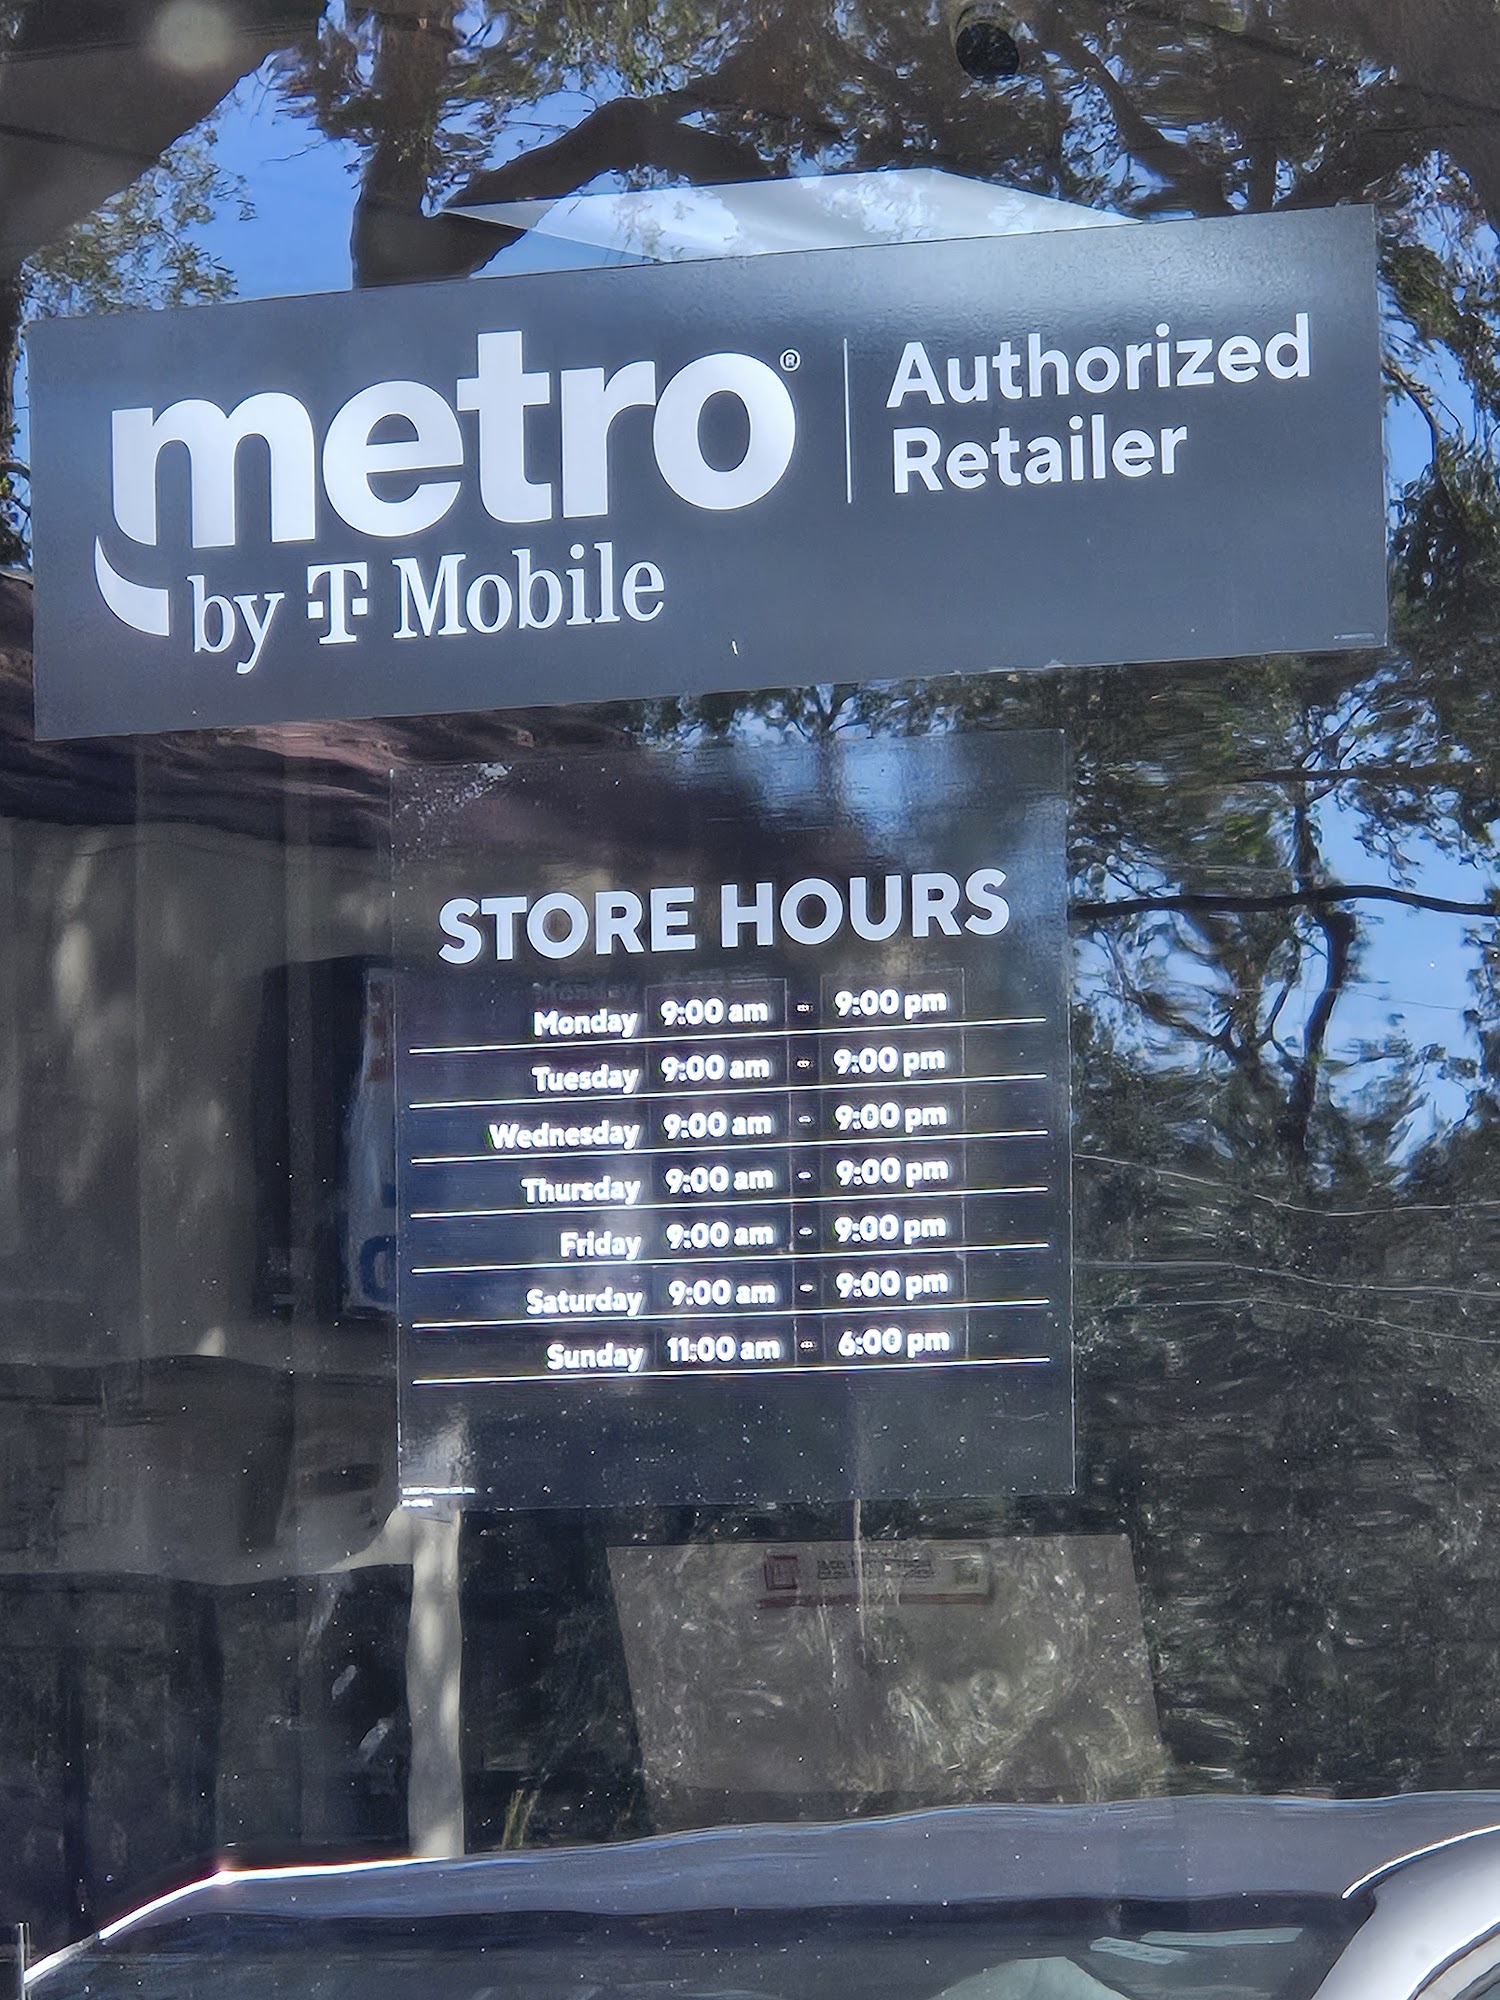 metro® | Authorized
Retailer
by T Mobile
STORE HOURS
Monday 9:00 am - 9:00 pm
Tuesday 9:00 am - 9:00 pm
Wednesday 9:00 am - 9:00 pm
Thursday 9:00 am - 9:00 pm
Friday 9:00 am - 9:00 pm
Saturday 9:00 am - 9:00 pm
Sunday 11:00 am - 6:00 pm